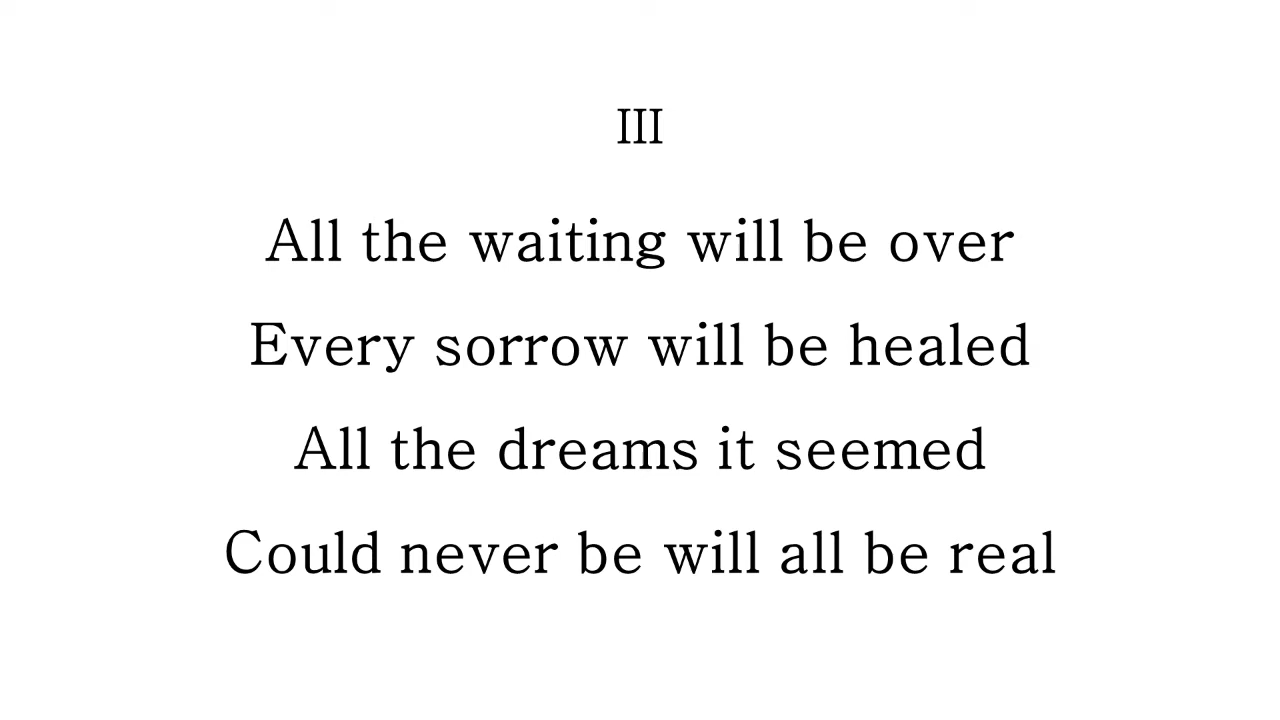 III
All the waiting will be over
Every sorrow will be healed
All the dreams it seemed
Could never be will all be real